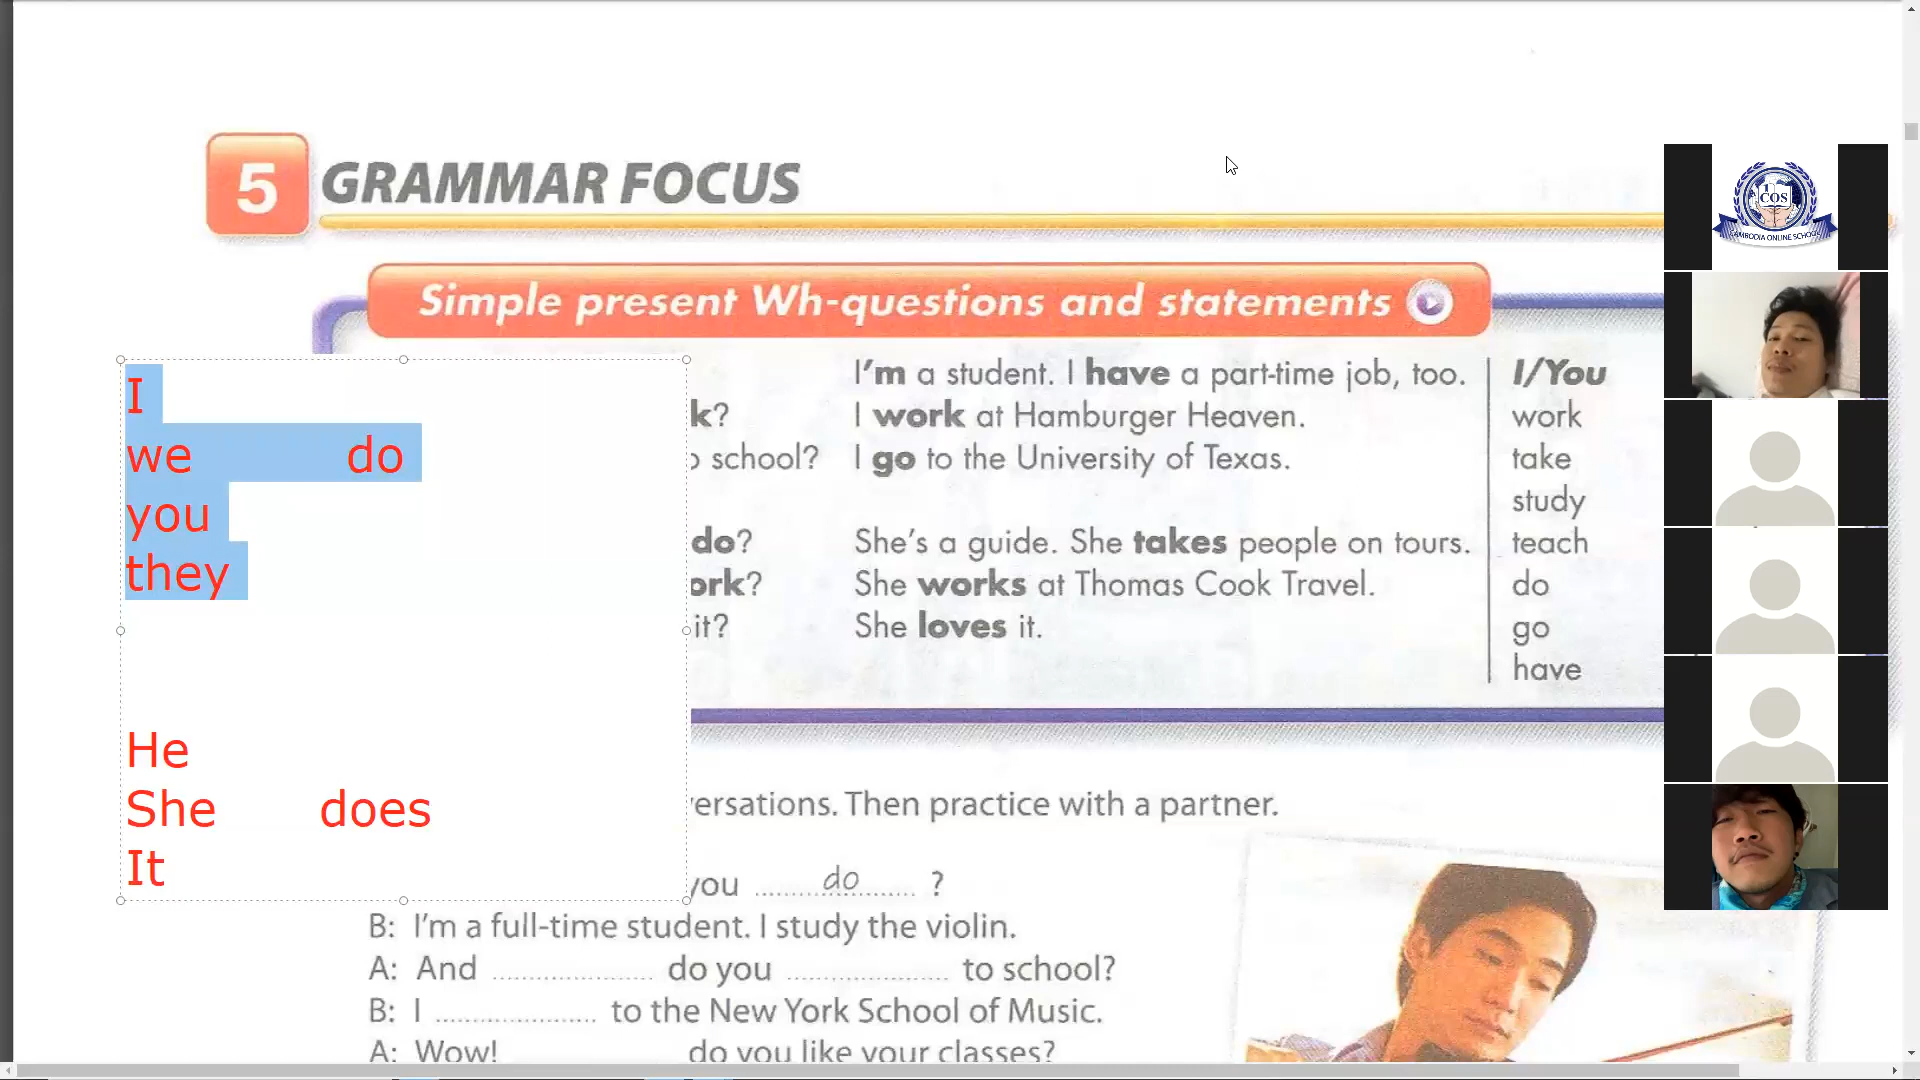 5 GRAMMAR FOCUS
Simple present Wh-questions and statements
I
we do
you
they
He
She does
It
k?
school?
do?
ork?
it?
I'm a student. I have a part-time job, too.
I work at Hamburger Heaven.
I go to the University of Texas.
She's a guide. She takes people on tours.
She works at Thomas Cook Travel.
She loves it.
I/You
work
take
study
teach
do
go
have
COS
AMBODIA ONLINE SCHOOL
ersations. Then practice with a partner.
you do ?
B: I'm a full-time student. I study the violin.
A: And .................... do you .................... to school?
B: I .................... to the New York School of Music.
A: Wow! do you like your classes?